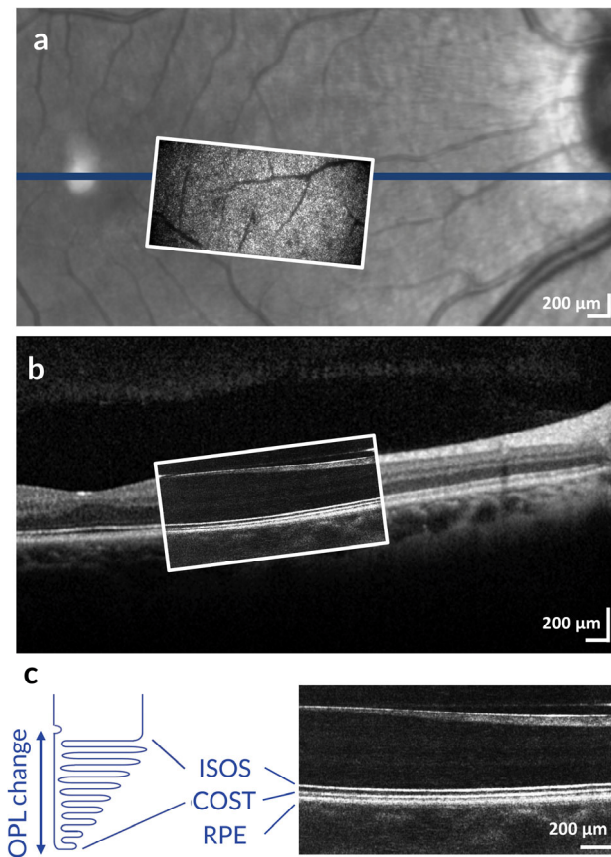 a
200 µm
b
200 µm
c
OPL change
ISOS
COST
RPE
200 µm